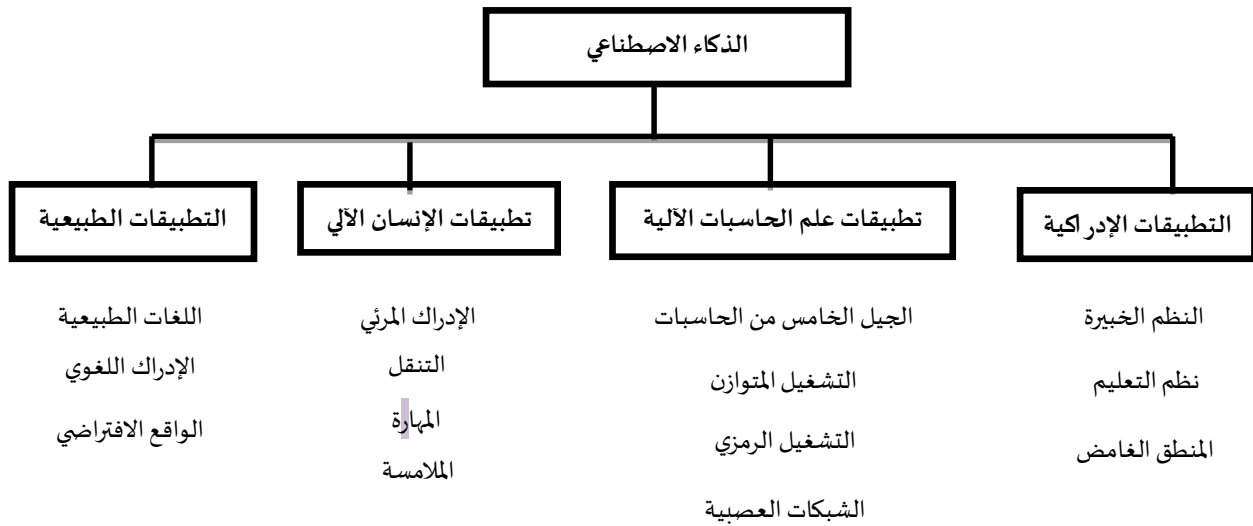 الذكاء الاصطناعي
التطبيقات الإدراكية
تطبيقات علم الحاسبات الآلية
تطبيقات الإنسان الآلي
التطبيقات الطبيعية
النظم الخبيرة
نظم التعليم
المنطق الغامض
الجيل الخامس من الحاسبات
التشغيل المتوازن
التشغيل الرمزي
الشبكات العصبية
الإدراك المرئي
التنقل
المهارة
الملامسة
اللغات الطبيعية
الإدراك اللغوي
الواقع الافتراضي